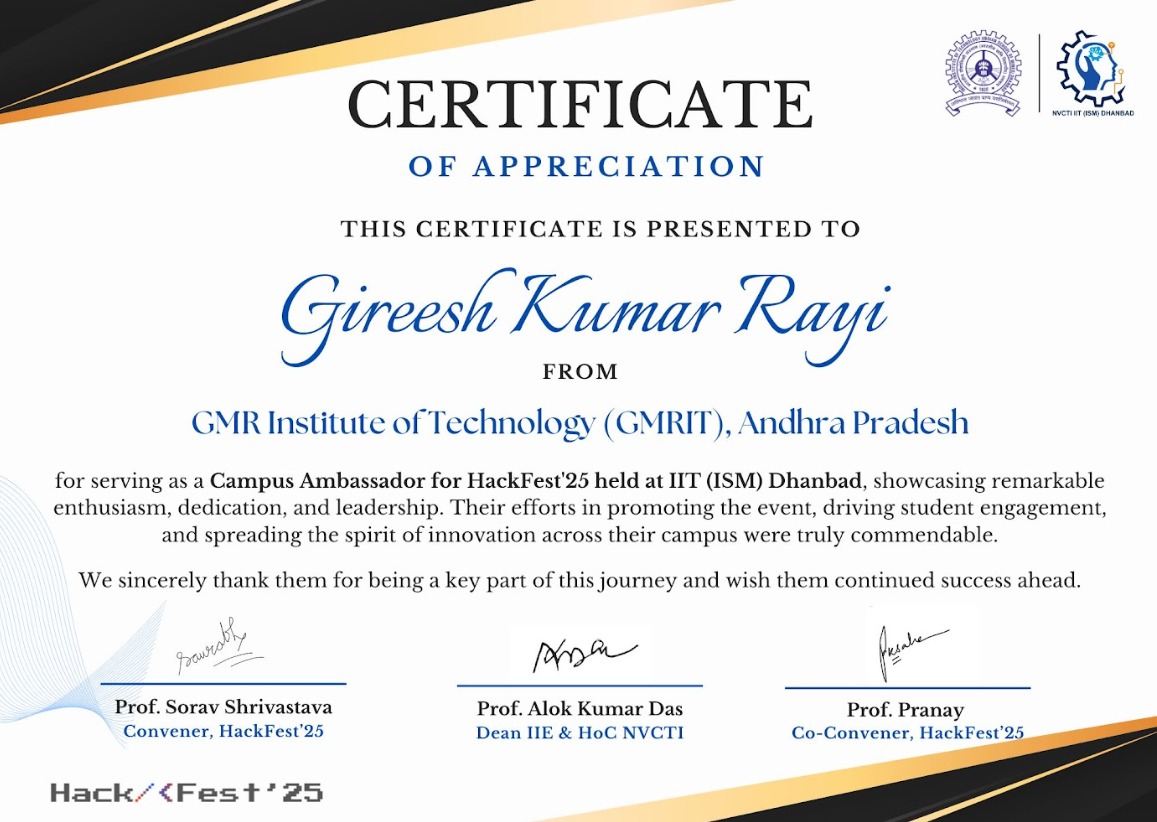 CERTIFICATE
OF APPRECIATION
NVCTI IIT (ISM) DHANBAD
THIS CERTIFICATE IS PRESENTED TO
Gireesh Kumar Rayi
FROM
GMR Institute of Technology (GMRIT), Andhra Pradesh
for serving as a Campus Ambassador for HackFest'25 held at IIT (ISM) Dhanbad, showcasing remarkable
enthusiasm, dedication, and leadership. Their efforts in promoting the event, driving student engagement,
and spreading the spirit of innovation across their campus were truly commendable.
We sincerely thank them for being a key part of this journey and wish them continued success ahead.
Prof. Sorav Shrivastava
Convener, HackFest’25
Prof. Alok Kumar Das
Dean IIE & HoC NVCTI
Prof. Pranay
Co-Convener, HackFest’25
Hack/<Fest'25